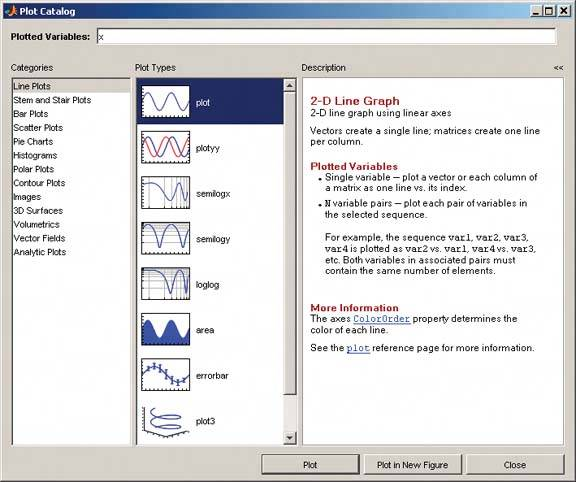 Plot Catalog
Plotted Variables: x
Categories
Line Plots
Stem and Stair Plots
Bar Plots
Scatter Plots
Pie Charts
Histograms
Polar Plots
Contour Plots
Images
3D Surfaces
Volumetrics
Vector Fields
Analytic Plots
Plot Types
plot
plotyy
semilogx
semilogy
loglog
area
errorbar
plot3
Description <<
2-D Line Graph
2-D line graph using linear axes
Vectors create a single line; matrices create one line
per column.
Plotted Variables
• Single variable — plot a vector or each column of
a matrix as one line vs. its index.
• N variable pairs — plot each pair of variables in
the selected sequence.
For example, the sequence var1, var2, var3,
var4 is plotted as var2 vs. var1, var4 vs. var3,
etc. Both variables in associated pairs must
contain the same number of elements.
More Information
The axes ColorOrder property determines the
color of each line.
See the plot reference page for more information.
Plot
Plot in New Figure
Close